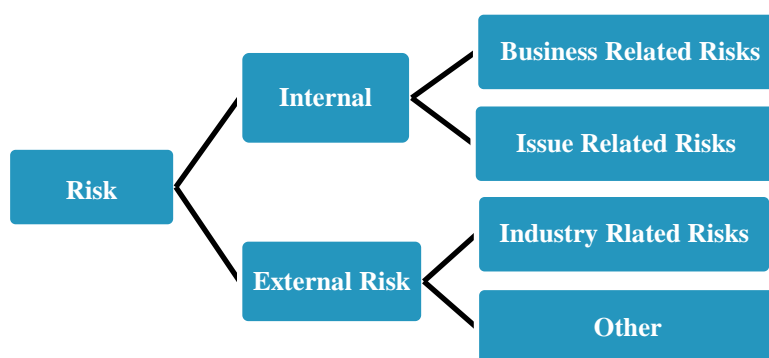 Business Related Risks
Internal
Issue Related Risks
Risk
Industry Rlated Risks
External Risk
Other